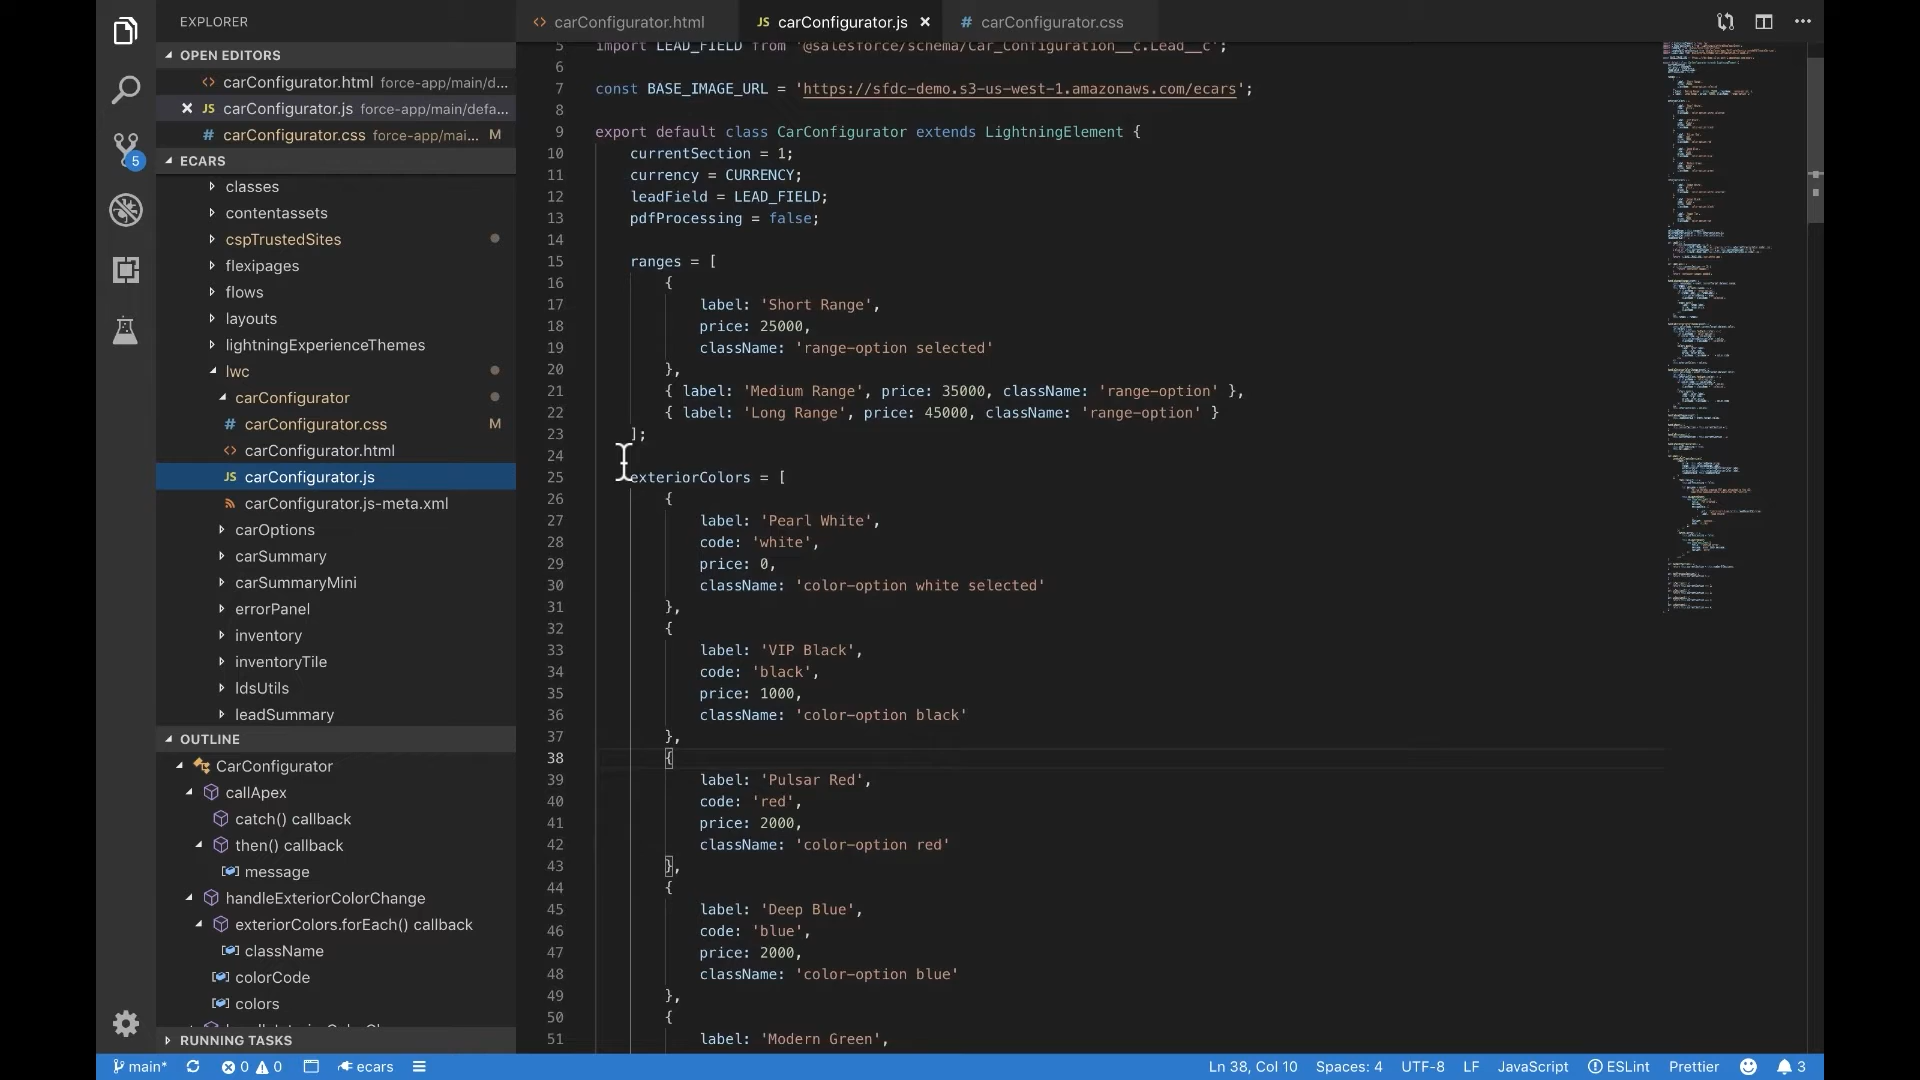 EXPLORER
OPEN EDITORS
carConfigurator.html force-app/main/d...
JS carConfigurator.js force-app/main/defa...
# carConfigurator.css force-app/mai... M
5
ECARS
classes
contentassets
cspTrustedSites
flexipages
flows
layouts
lightningExperienceThemes
lwc
carConfigurator
# carConfigurator.css M
carConfigurator.html
JS carConfigurator.js
carConfigurator.js-meta.xml
carOptions
carSummary
carSummaryMini
errorPanel
inventory
inventoryTile
ldsUtils
leadSummary
OUTLINE
CarConfigurator
callApex
catch() callback
then() callback
message
handleExteriorColorChange
exteriorColors.forEach() callback
className
colorCode
colors
RUNNING TASKS
carConfigurator.html
JS carConfigurator.js
# carConfigurator.css
5 import LEAD_FIELD from '@salesforce/schema/Car_Configuration__c.Lead__c';
6
7 const BASE_IMAGE_URL = 'https://sfdc-demo.s3-us-west-1.amazonaws.com/ecars';
8
9 export default class CarConfigurator extends LightningElement {
10 currentSection = 1;
11 currency = CURRENCY;
12 leadField = LEAD_FIELD;
13 pdfProcessing = false;
14
15 ranges = [
16 {
17 label: 'Short Range',
18 price: 25000,
19 className: 'range-option selected'
20 },
21 { label: 'Medium Range', price: 35000, className: 'range-option' },
22 { label: 'Long Range', price: 45000, className: 'range-option' }
23 ];
24
25 exteriorColors = [
26 {
27 label: 'Pearl White',
28 code: 'white',
29 price: 0,
30 className: 'color-option white selected'
31 },
32 {
33 label: 'VIP Black',
34 code: 'black',
35 price: 1000,
36 className: 'color-option black'
37 },
38 {
39 label: 'Pulsar Red',
40 code: 'red',
41 price: 2000,
42 className: 'color-option red'
43 },
44 {
45 label: 'Deep Blue',
46 code: 'blue',
47 price: 2000,
48 className: 'color-option blue'
49 },
50 {
51 label: 'Modern Green',
main* 0 0 ecars Ln 38, Col 10 Spaces: 4 UTF-8 LF JavaScript ESLint Prettier 3